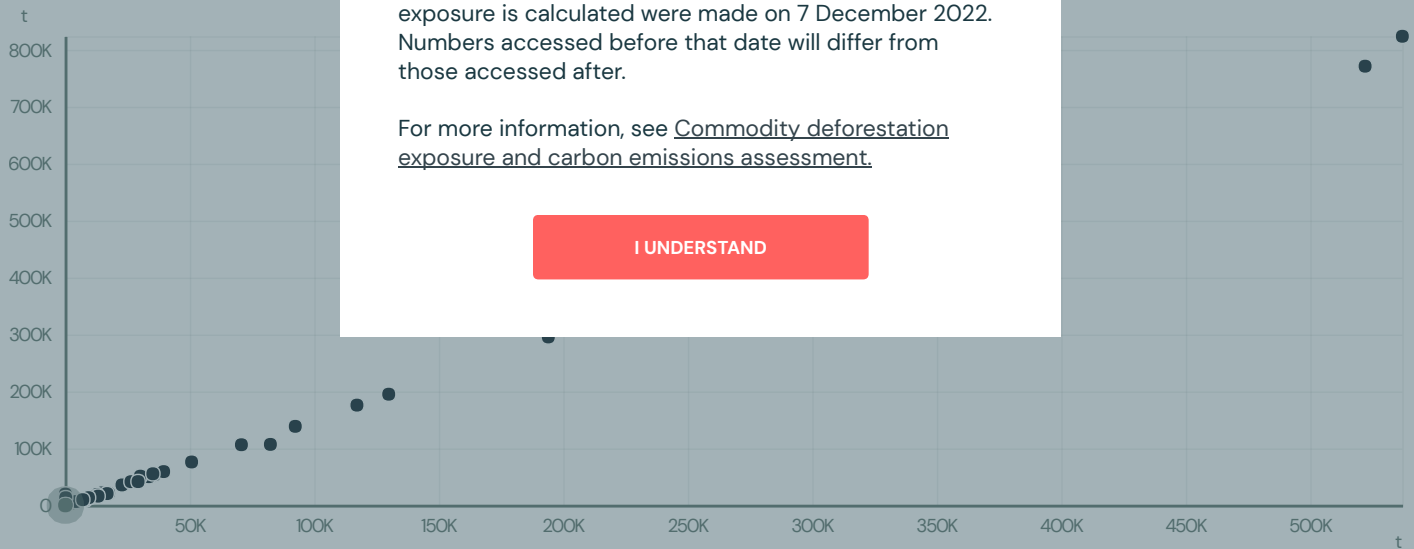 t
exposure is calculated were made on 7 December 2022.
Numbers accessed before that date will differ from
those accessed after.
For more information, see Commodity deforestation
exposure and carbon emissions assessment.
I UNDERSTAND
800K
700K
600K
500K
400K
300K
200K
100K
0
50K
100K
150K
200K
250K
300K
350K
400K
450K
500K
t